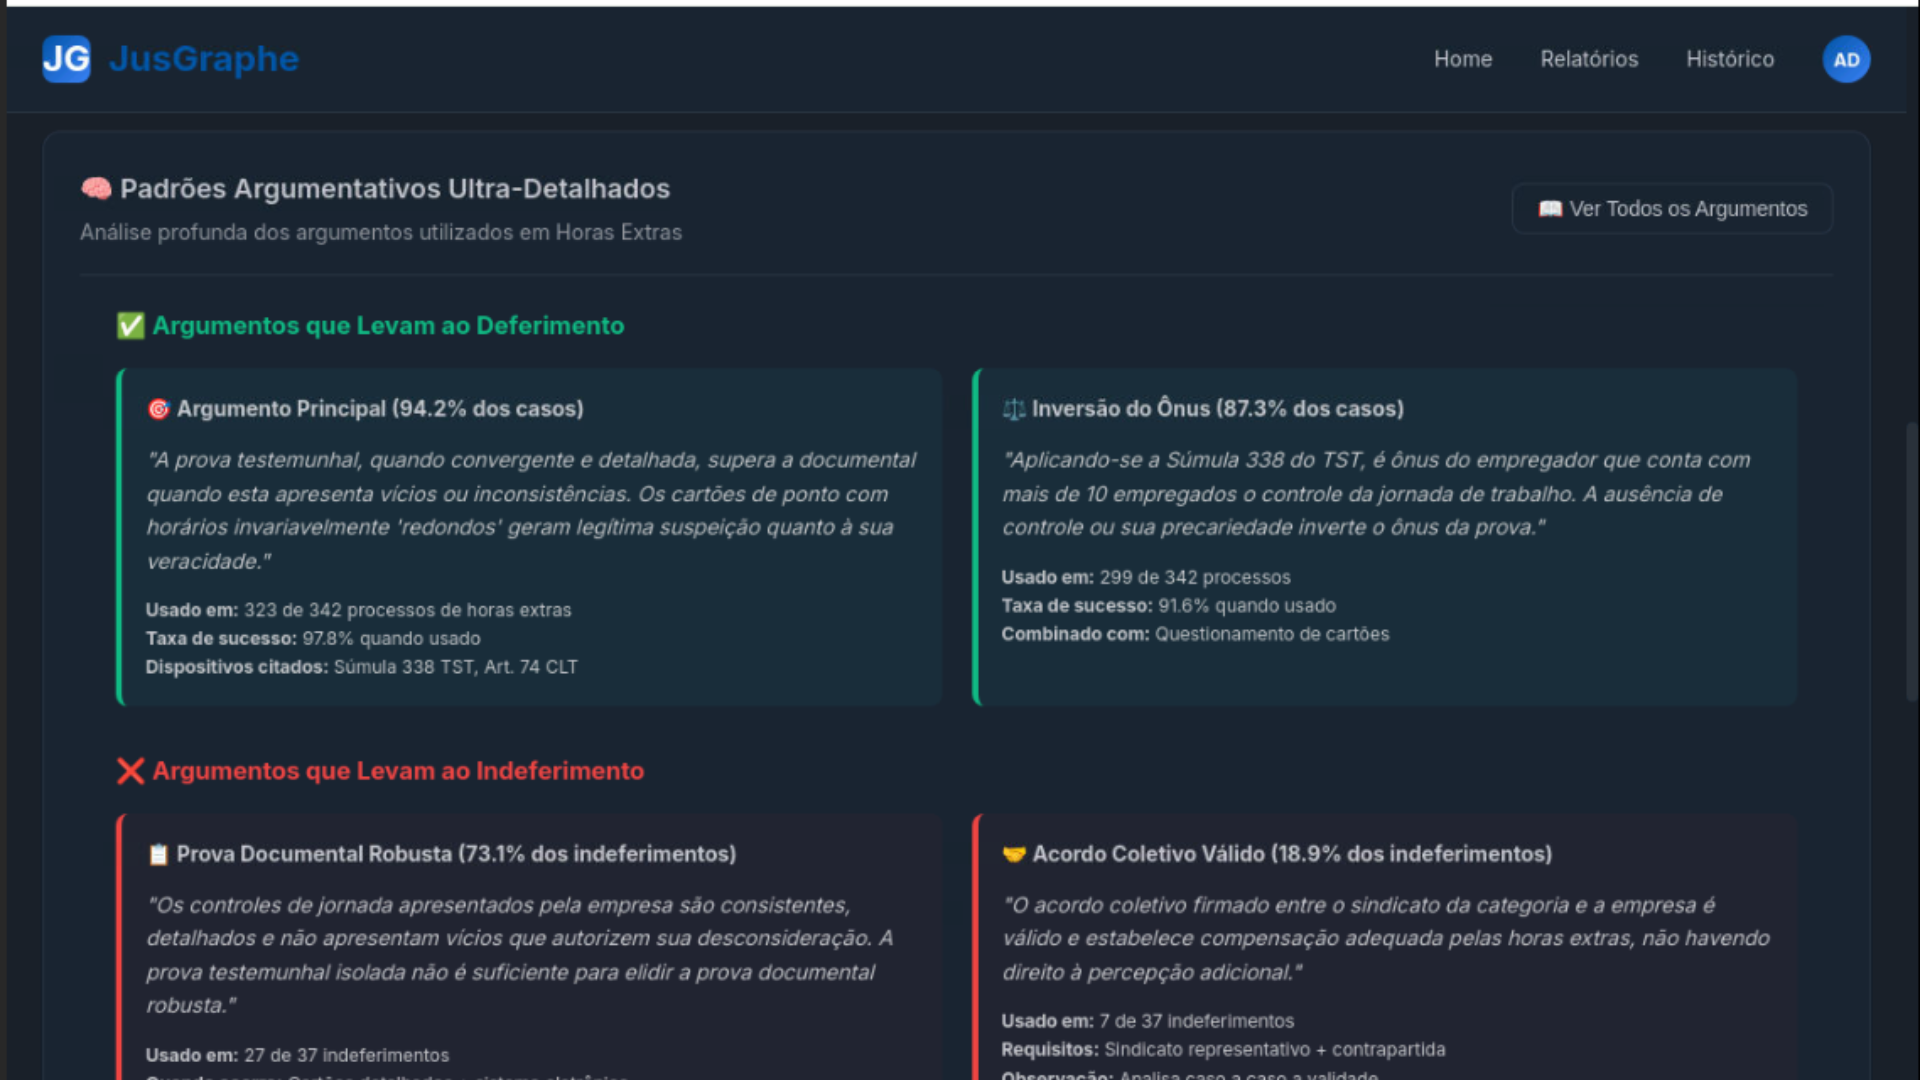 JG JusGraphe
Home Relatórios Histórico AD
🧠 Padrões Argumentativos Ultra-Detalhados
Análise profunda dos argumentos utilizados em Horas Extras
📖 Ver Todos os Argumentos
✅ Argumentos que Levam ao Deferimento
🎯 Argumento Principal (94.2% dos casos)
"A prova testemunhal, quando convergente e detalhada, supera a documental
quando esta apresenta vícios ou inconsistências. Os cartões de ponto com
horários invariavelmente 'redondos' geram legítima suspeição quanto à sua
veracidade."
Usado em: 323 de 342 processos de horas extras
Taxa de sucesso: 97.8% quando usado
Dispositivos citados: Súmula 338 TST, Art. 74 CLT
⚖️ Inversão do Ônus (87.3% dos casos)
"Aplicando-se a Súmula 338 do TST, é ônus do empregador que conta com
mais de 10 empregados o controle da jornada de trabalho. A ausência de
controle ou sua precariedade inverte o ônus da prova."
Usado em: 299 de 342 processos
Taxa de sucesso: 91.6% quando usado
Combinado com: Questionamento de cartões
❌ Argumentos que Levam ao Indeferimento
📋 Prova Documental Robusta (73.1% dos indeferimentos)
"Os controles de jornada apresentados pela empresa são consistentes,
detalhados e não apresentam vícios que autorizem sua desconsideração. A
prova testemunhal isolada não é suficiente para elidir a prova documental
robusta."
Usado em: 27 de 37 indeferimentos
🤝 Acordo Coletivo Válido (18.9% dos indeferimentos)
"O acordo coletivo firmado entre o sindicato da categoria e a empresa é
válido e estabelece compensação adequada pelas horas extras, não havendo
direito à percepção adicional."
Usado em: 7 de 37 indeferimentos
Requisitos: Sindicato representativo + contrapartida
Observação: Analisa caso a caso a validade